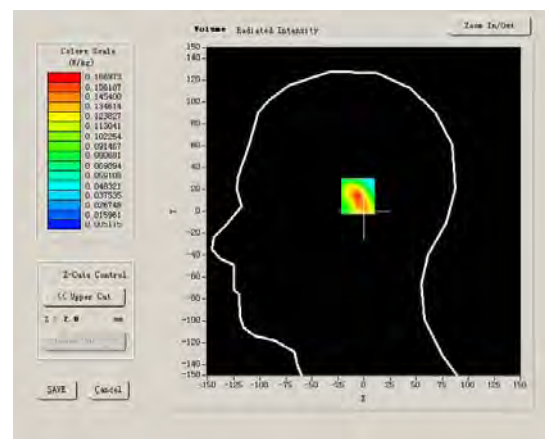 Volume Radiated Intensity
Zoom In/Out
Colors Scale
(W/kg)
0.166973
0.156187
0.145400
0.134614
0.123827
0.113041
0.102254
0.091467
0.080681
0.069894
0.059108
0.048321
0.037535
0.026748
0.015961
150
140
120
100
80
60
40
20
0
-20
-40
-60
-80
-100
-120
-140
-150
-150 -125 -100 -75 -50 -25 0 25 50 75 100 125 150
Y
X
Z-Cuts Control
<< Upper Cut
mm
SAVE
Cancel